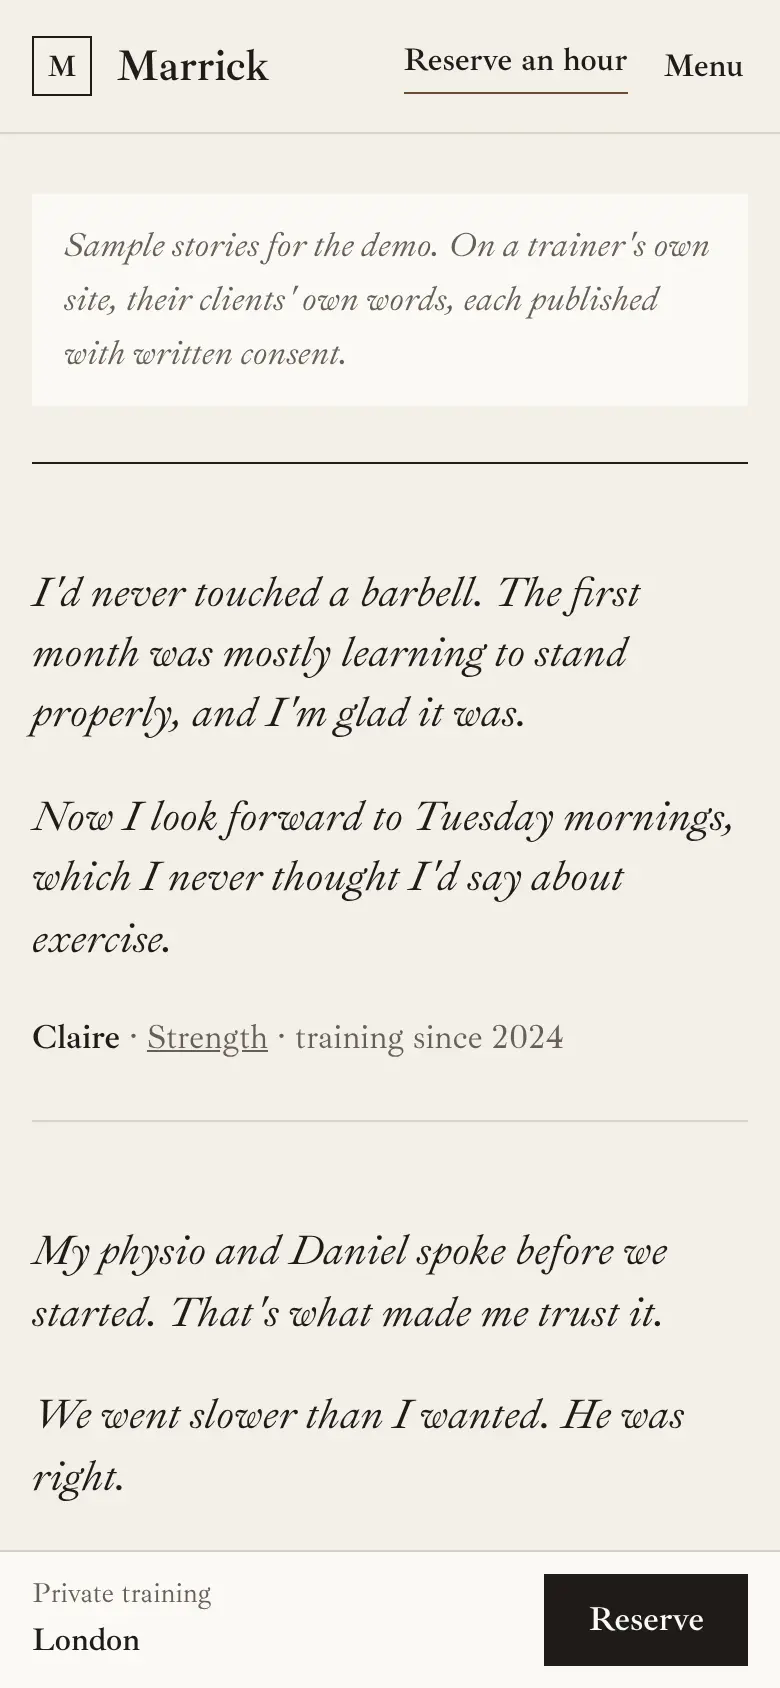 M Marrick Reserve an hour Menu
Sample stories for the demo. On a trainer's own
site, their clients' own words, each published
with written consent.
I'd never touched a barbell. The first
month was mostly learning to stand
properly, and I'm glad it was.
Now I look forward to Tuesday mornings,
which I never thought I'd say about
exercise.
Claire · Strength · training since 2024
My physio and Daniel spoke before we
started. That's what made me trust it.
We went slower than I wanted. He was
right.
Private training
London
Reserve